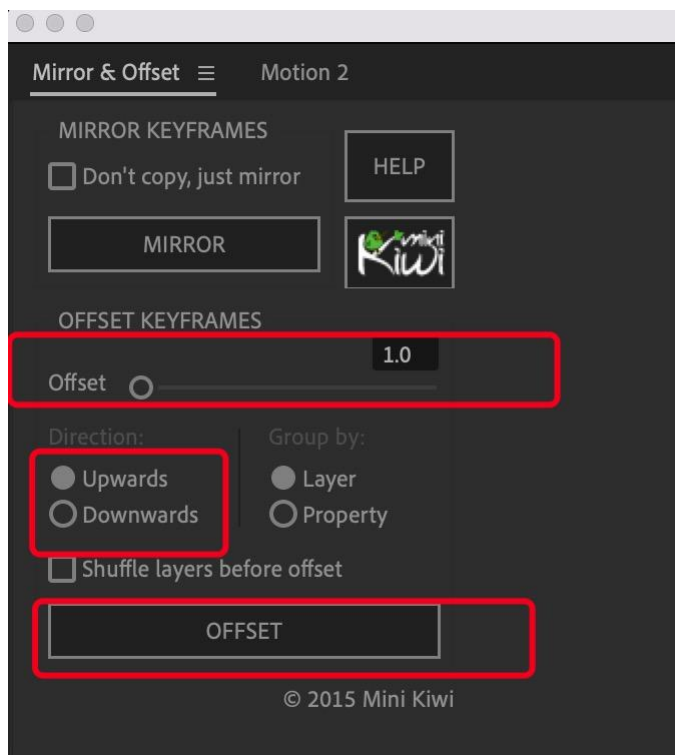 Mirror & Offset Motion 2
MIRROR KEYFRAMES
Don't copy, just mirror
HELP
MIRROR
mini
Kiwi
OFFSET KEYFRAMES
1.0
Offset
Direction: Group by:
Upwards Layer
Downwards Property
Shuffle layers before offset
OFFSET
© 2015 Mini Kiwi